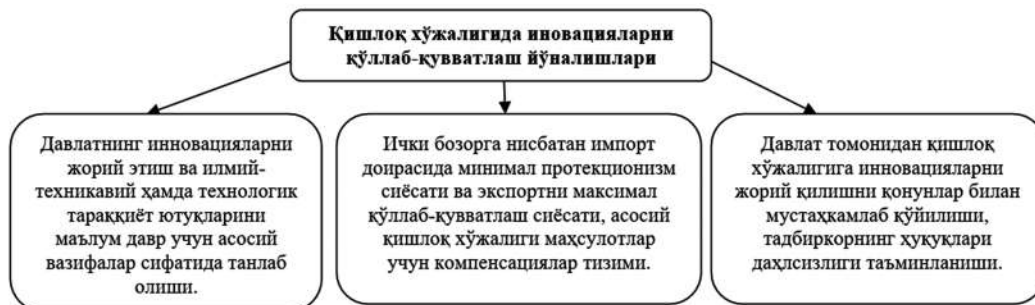 Қишлоқ хўжалигида иновацияларни
қўллаб-қувватлаш йўналишлари
Давлатнинг инновацияларни
жорий этиш ва илмий-
техникавий ҳамда технологик
тараққиёт ютуқларини
маълум давр учун асосий
вазифалар сифатида танлаб
олиши.
Ички бозорга нисбатан импорт
доирасида минимал протекционизм
сиёсати ва экспортни максимал
қўллаб-қувватлаш сиёсати, асосий
қишлоқ хўжалиги маҳсулотлар
учун компенсациялар тизими.
Давлат томонидан қишлоқ
хўжалигига инновацияларни
жорий қилишни қонунлар билан
мустаҳкамлаб қўйилиши,
тадбиркорнинг ҳуқуқлари
даҳлсизлиги таъминланиши.